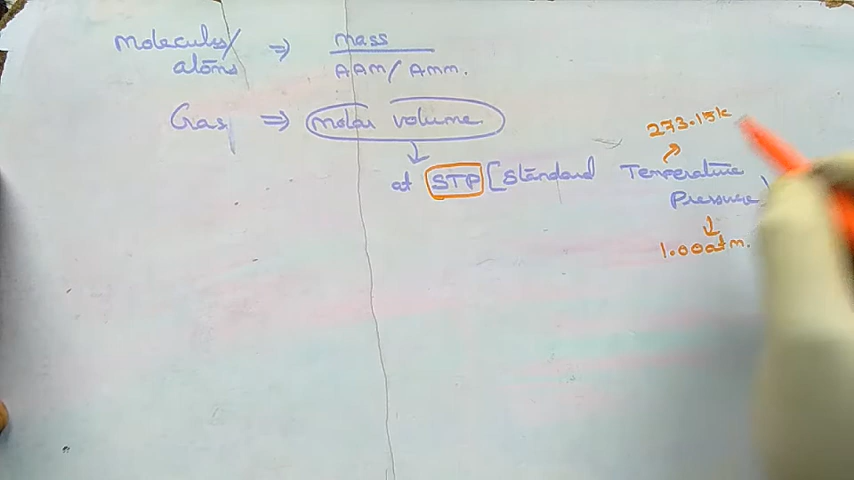 molecules/ ⇒ mass
atoms AAM/AMM.
Gas ⇒ molar volume.
273.15k
at STP [Standard Temperature
Pressure]
1.00atm.